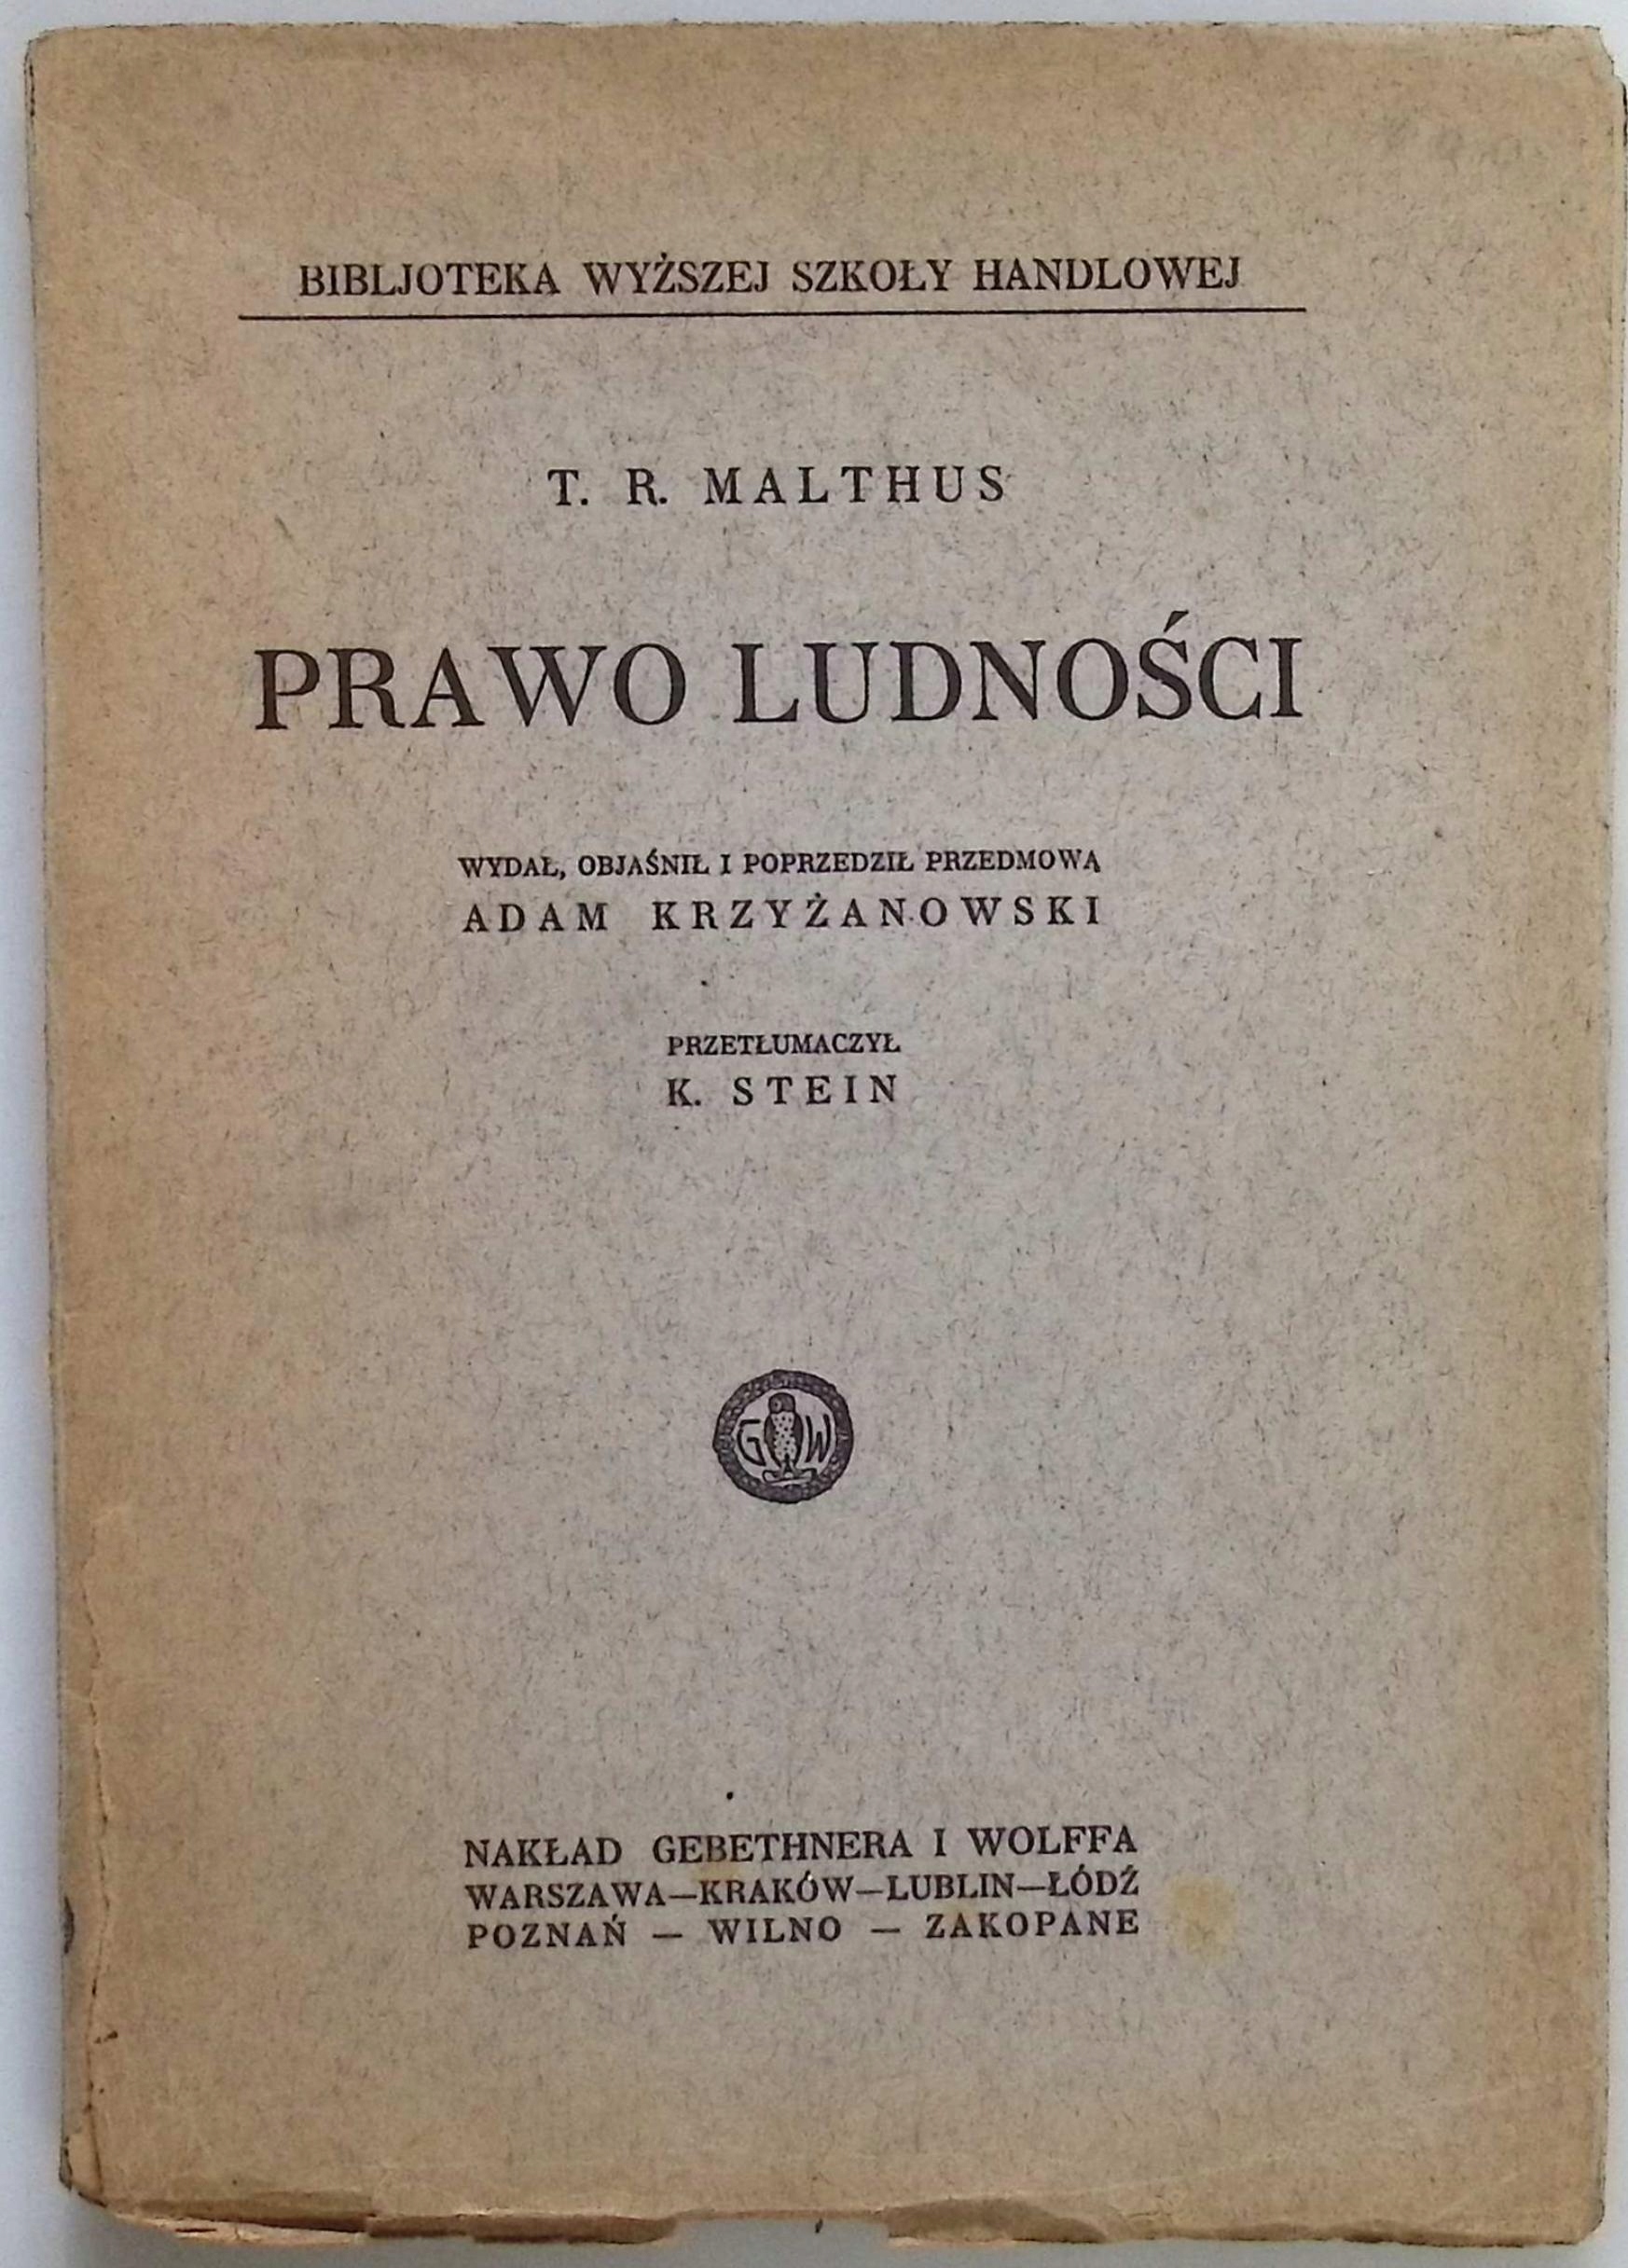 BIBLJOTEKA WYŻSZEJ SZKOŁY HANDLOWEJ
T. R. MALTHUS
PRAWO LUDNOŚCI
WYDAŁ, OBJAŚNIŁ I POPRZEDZIŁ PRZEDMOWĄ
ADAM KRZYŻANOWSKI
PRZETŁUMACZYŁ
K. STEIN
G W
NAKŁAD GEBETHNERA I WOLFFA
WARSZAWA—KRAKÓW—LUBLIN—ŁÓDŹ
POZNAŃ — WILNO — ZAKOPANE